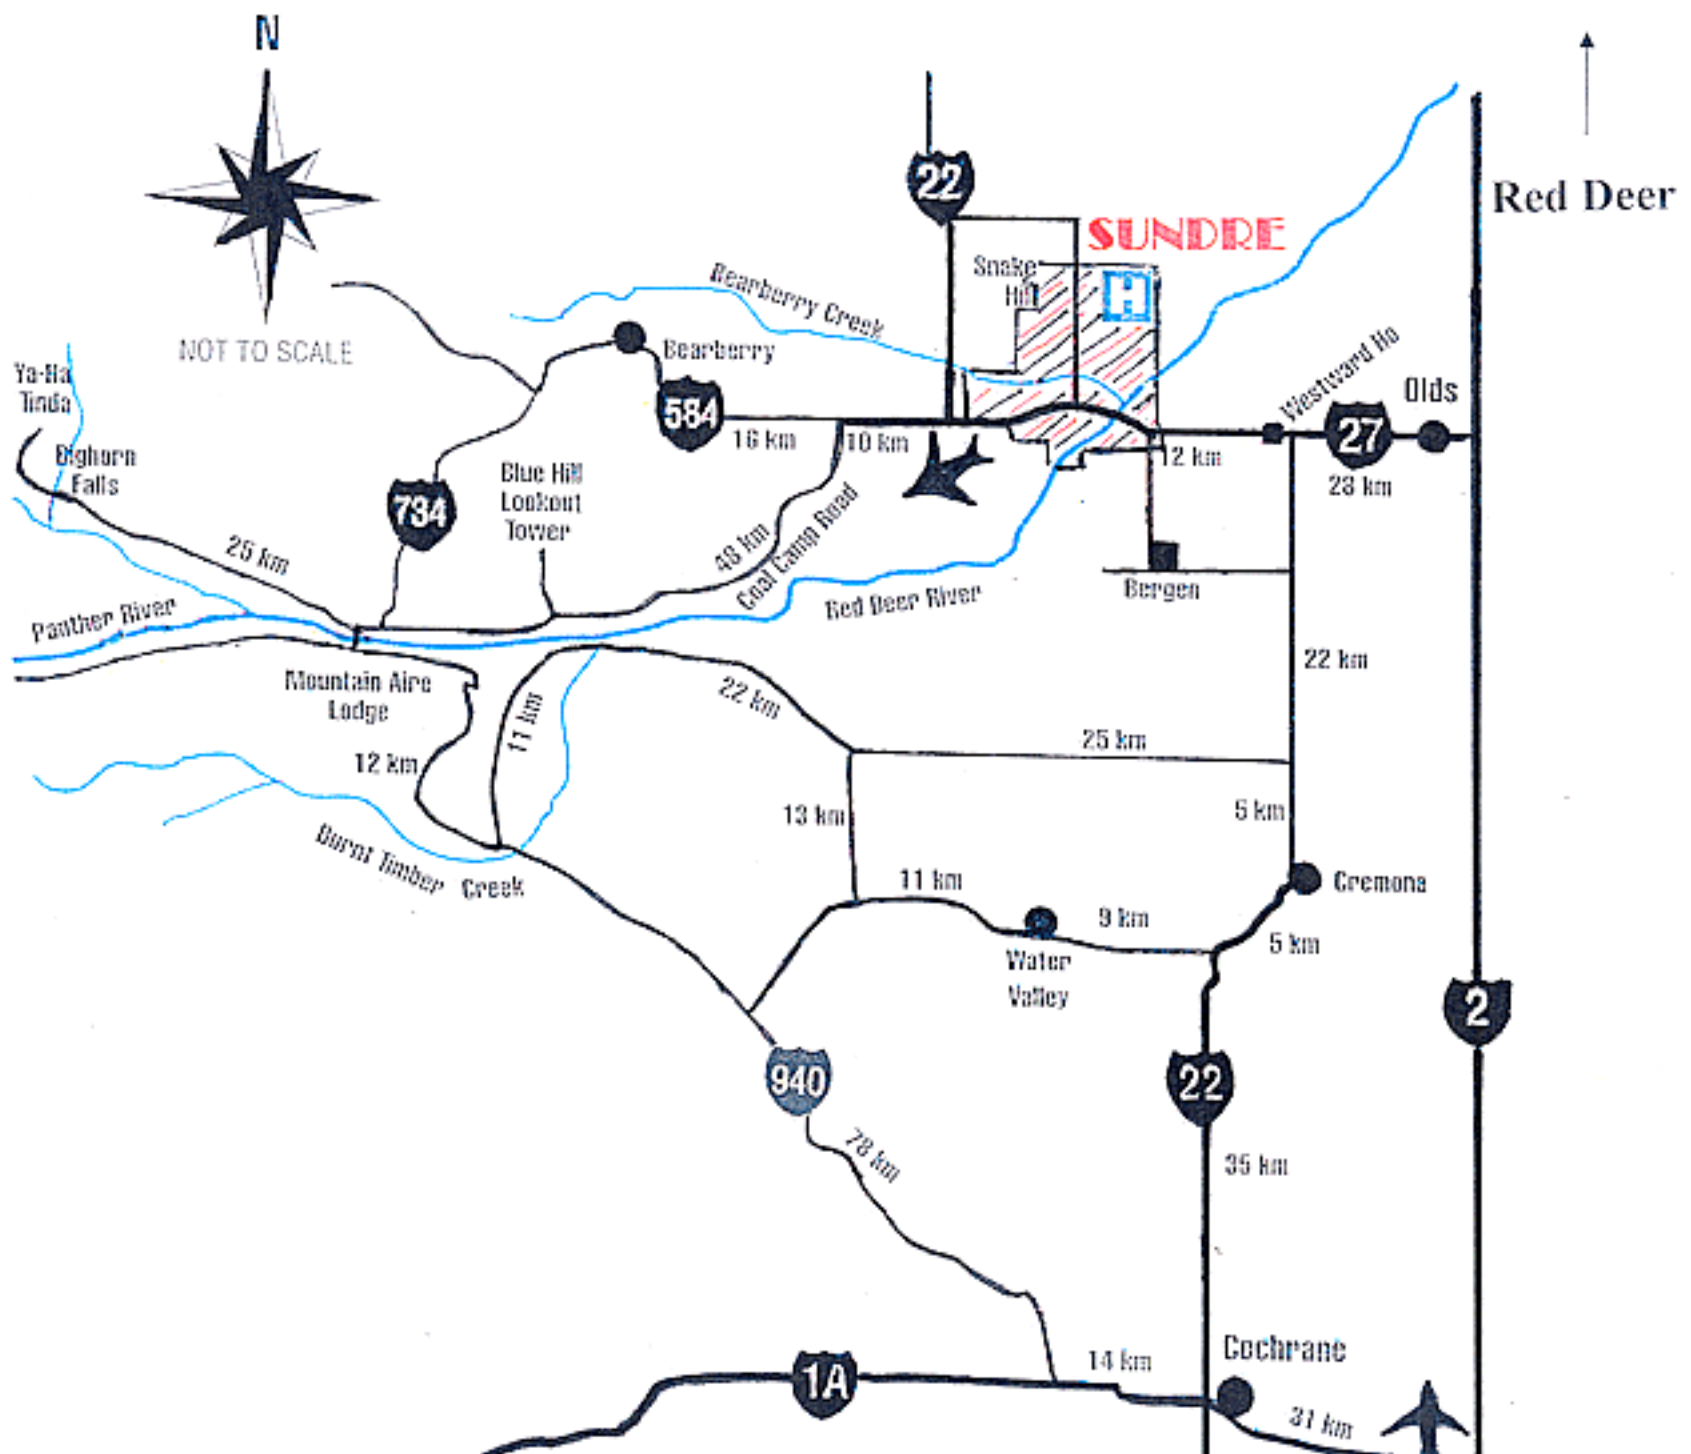 N
NOT TO SCALE
22
SUNDRE
Snake
Hill
H
Red Deer
Bearberry Creek
Bearberry
584
16 km
10 km
Westward Ho
Olds
27
12 km
23 km
Ya-Ha
Tinda
Bighorn
Falls
25 km
734
Blue Hill
Lookout
Tower
48 km
Coal Camp Road
Red Deer River
Bergen
Panther River
Mountain Aire
Lodge
22 km
11 km
22 km
25 km
12 km
13 km
5 km
Burnt Timber Creek
11 km
Cremona
9 km
5 km
Water
Valley
2
940
22
78 km
35 km
Cochrane
14 km
1A
31 km